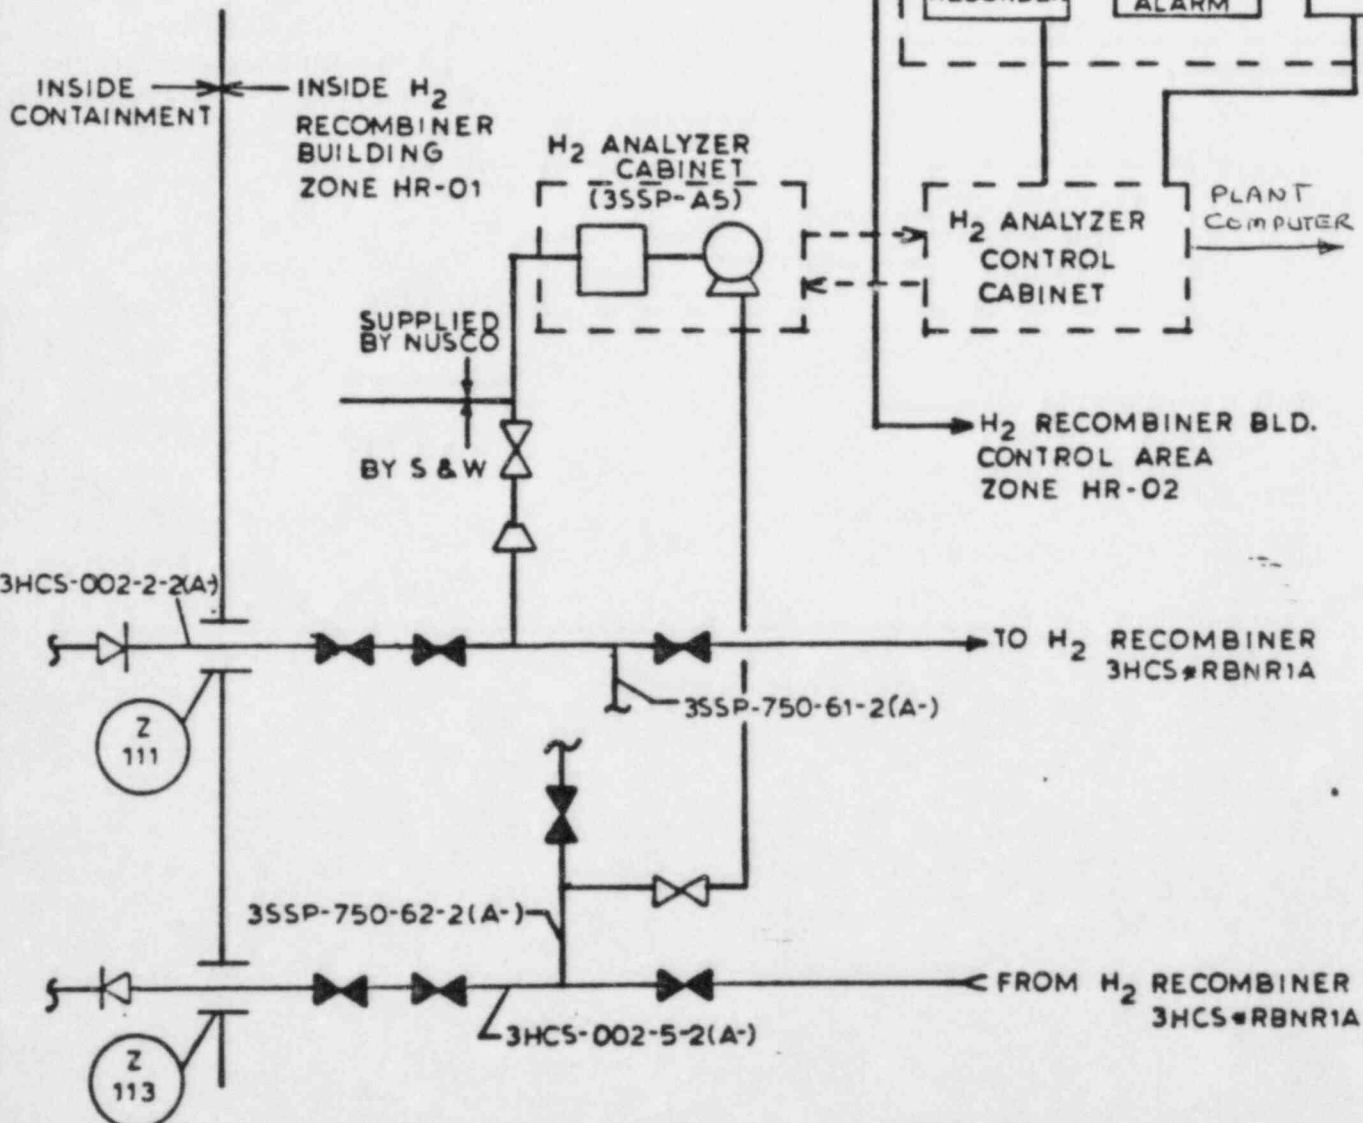 ALARM
INSIDE
CONTAINMENT
INSIDE H2
RECOMBINER
BUILDING
ZONE HR-01
H2 ANALYZER
CABINET
(3SSP-A5)
H2 ANALYZER
CONTROL
CABINET
PLANT
COMPUTER
SUPPLIED
BY NUSCO
BY S & W
H2 RECOMBINER BLD.
CONTROL AREA
ZONE HR-02
3HCS-002-2-2(A-)
TO H2 RECOMBINER
3HCS*RBNR1A
3SSP-750-61-2(A-)
Z
111
3SSP-750-62-2(A-)
FROM H2 RECOMBINER
3HCS*RBNR1A
3HCS-002-5-2(A-)
Z
113